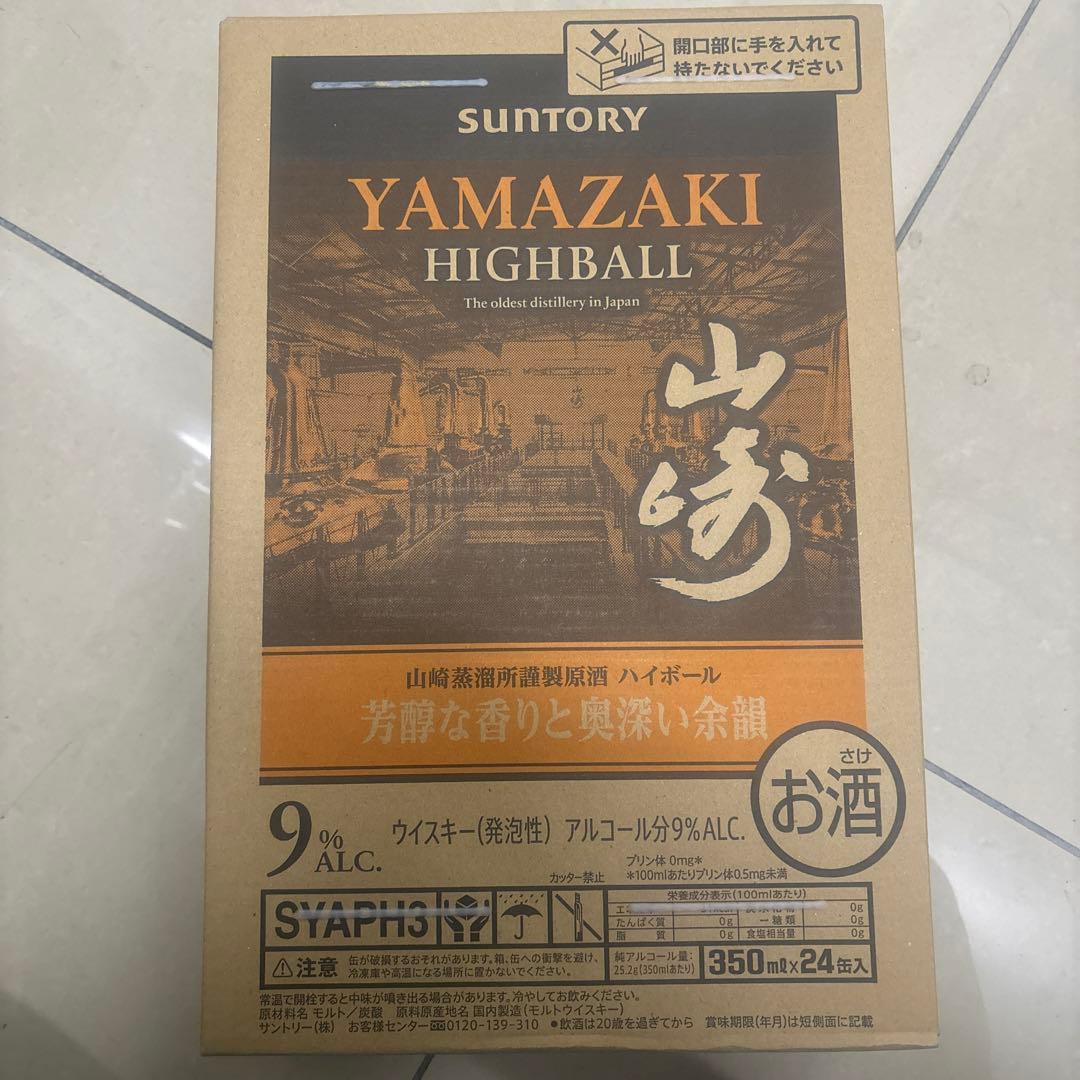 開口部に手を入れて
持たないでください
SUNTORY
YAMAZAKI
HIGHBALL
The oldest distillery in Japan
山崎
山崎蒸溜所謹製原酒 ハイボール
芳醇な香りと奥深い余韻
さけ
お酒
9% ALC.
ウイスキー(発泡性) アルコール分9%ALC.
プリン体 0mg*
*100mlあたりプリン体0.5mg未満
カッター禁止
SYAPH3
栄養成分表示(100mlあたり)
0g
たんぱく質 0g 糖類 0g
脂質 0g 食塩相当量 0g
注意 缶が破損するおそれがあります。箱、缶への衝撃を避け、
冷凍庫や高温になる場所に置かないでください。
純アルコール量:
25.2g(350mlあたり)
350ml×24缶入
常温で開栓すると中味が噴き出る場合があります。冷やしてお飲みください。
原材料名 モルト/炭酸 原料原産地名 国内製造(モルトウイスキー)
サントリー(株) お客様センター 0120-139-310 ●飲酒は20歳を過ぎてから 賞味期限(年月)は短側面に記載